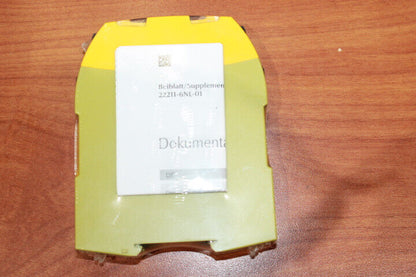 Beiblatt/Supplemen
22211-6NL-01
Dokumenta